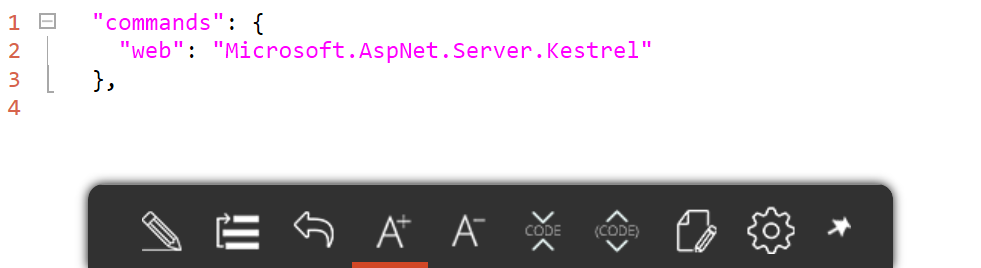 1 "commands": {
2 "web": "Microsoft.AspNet.Server.Kestrel"
3 },
4
A+ A- CODE (CODE)